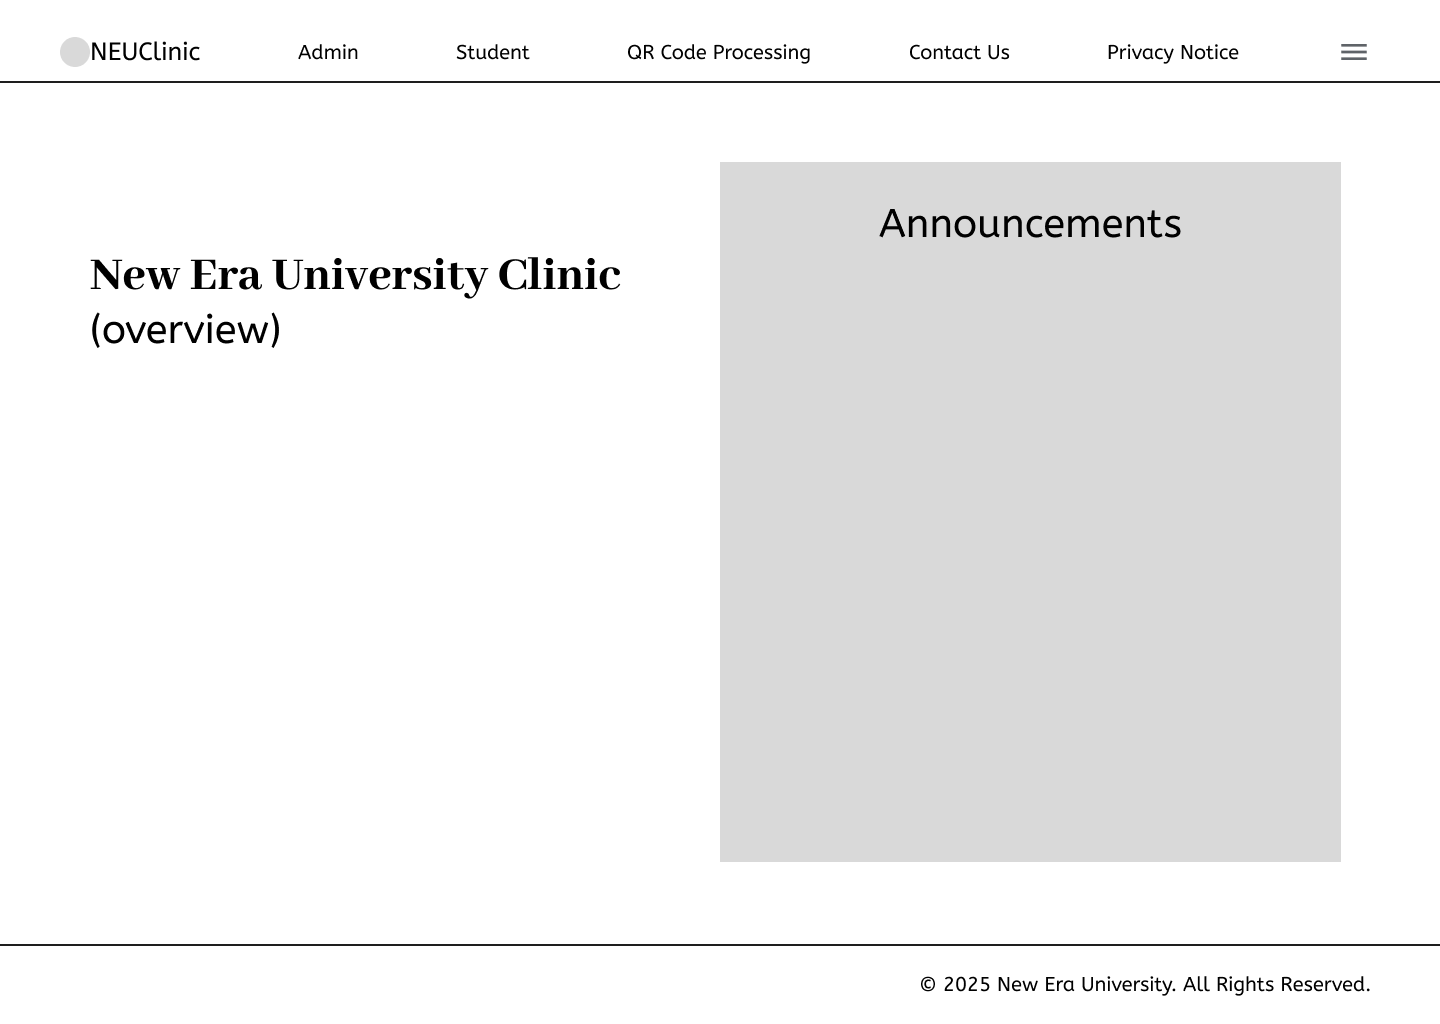 NEUClinic Admin Student QR Code Processing Contact Us Privacy Notice
New Era University Clinic
(overview)
Announcements
© 2025 New Era University. All Rights Reserved.